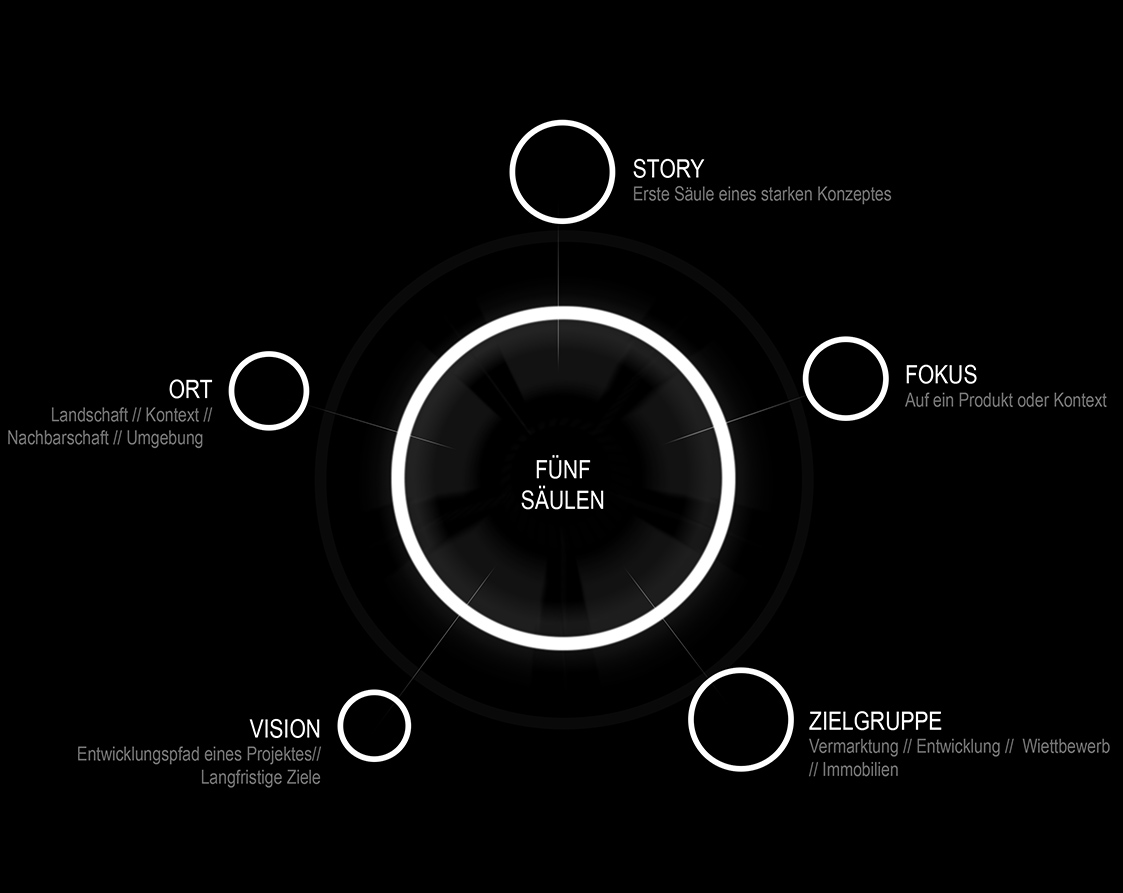 STORY
Erste Säule eines starken Konzeptes
FOKUS
Auf ein Produkt oder Kontext
ORT
Landschaft // Kontext //
Nachbarschaft // Umgebung
FÜNF
SÄULEN
VISION
Entwicklungspfad eines Projektes//
Langfristige Ziele
ZIELGRUPPE
Vermarktung // Entwicklung // Wiettbewerb
// Immobilien